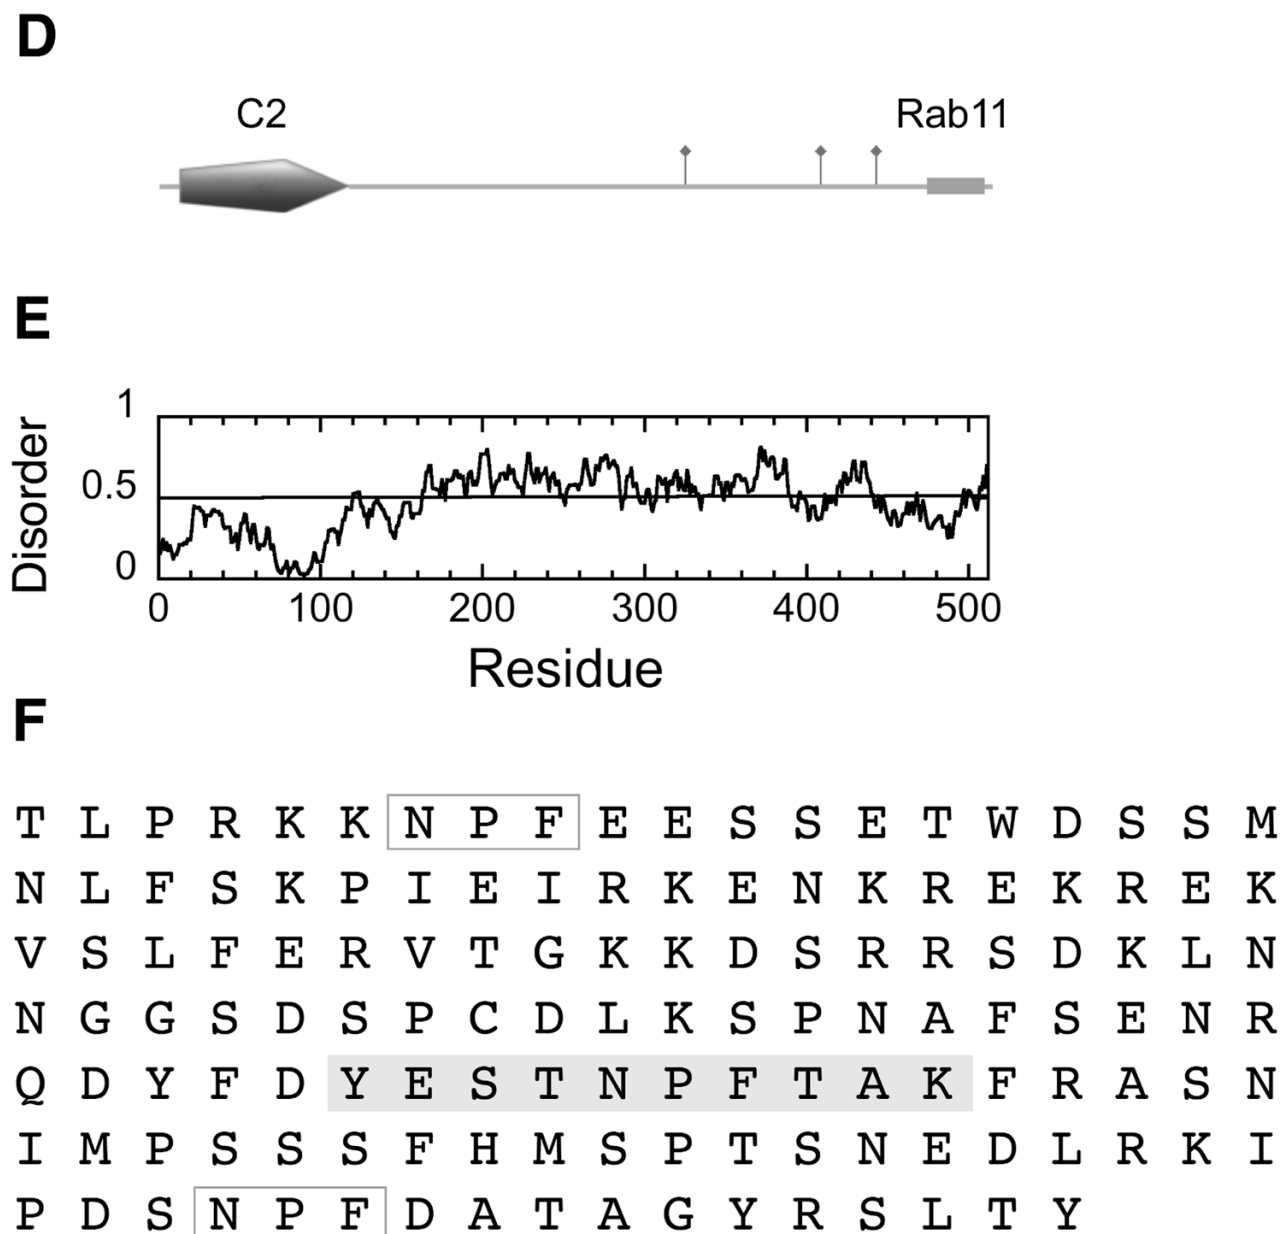 D
C2 Rab11
E
1
0.5
0
Disorder
0 100 200 300 400 500
Residue
F
T L P R K K N P F E E S S E T W D S S M
N L F S K P I E I R K E N K R E K R E K
V S L F E R V T G K K D S R R S D K L N
N G G S D S P C D L K S P N A F S E N R
Q D Y F D Y E S T N P F T A K F R A S N
I M P S S S F H M S P T S N E D L R K I
P D S N P F D A T A G Y R S L T Y